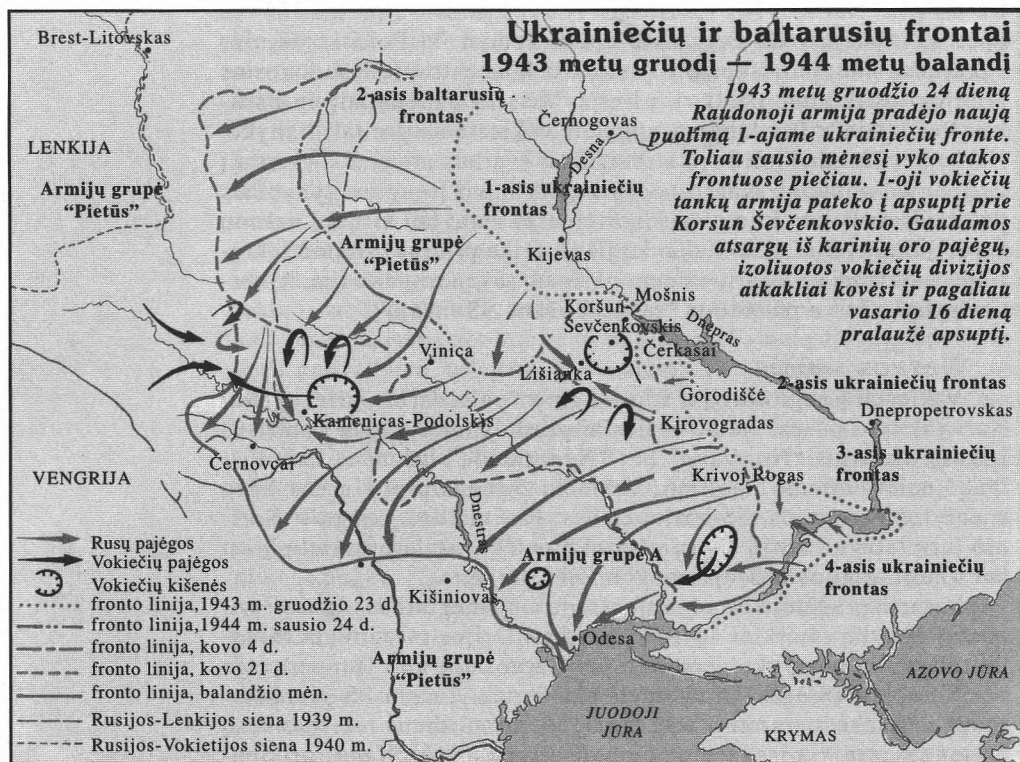 Ukrainiečių ir baltarusių frontai
1943 metų gruodį — 1944 metų balandį
1943 metų gruodžio 24 dieną
Raudonoji armija pradėjo naują
puolimą 1-ajame ukrainiečių fronte.
Toliau sausio mėnesį vyko atakos
frontuose piečiau. 1-oji vokiečių
tankų armija pateko į apsuptį prie
Korsun Ševčenkovskio. Gaudamos
atsargų iš karinių oro pajėgų,
izoliuotos vokiečių divizijos
atkakliai kovėsi ir pagaliau
vasario 16 dieną
pralaužė apsuptį.
Brest-Litovskas
2-asis baltarusių
frontas
Černogovas
Desna
LENKIJA
Armijų grupė
"Pietūs"
1-asis ukrainiečių
frontas
Armijų grupė
"Pietūs"
Kijevas
Mošnis
Koršun-
Ševčenkovskis
Dnepras
Čerkasai
Vinica
Lišianka
Gorodiščė
2-asis ukrainiečių frontas
Dnepropetrovskas
Kamenicas-Podolskis
Kirovogradas
Černovcai
3-asis ukrainiečių
frontas
VENGRIJA
Krivoj Rogas
Dnestras
Armijų grupė A
4-asis ukrainiečių
frontas
Kišiniovas
Odesa
Armijų grupė
"Pietūs"
AZOVO JŪRA
JUODOJI
JŪRA
KRYMAS
Rusų pajėgos
Vokiečių pajėgos
Vokiečių kišenės
fronto linija,1943 m. gruodžio 23 d.
fronto linija,1944 m. sausio 24 d.
fronto linija, kovo 4 d.
fronto linija, kovo 21 d.
fronto linija, balandžio mėn.
Rusijos-Lenkijos siena 1939 m.
Rusijos-Vokietijos siena 1940 m.